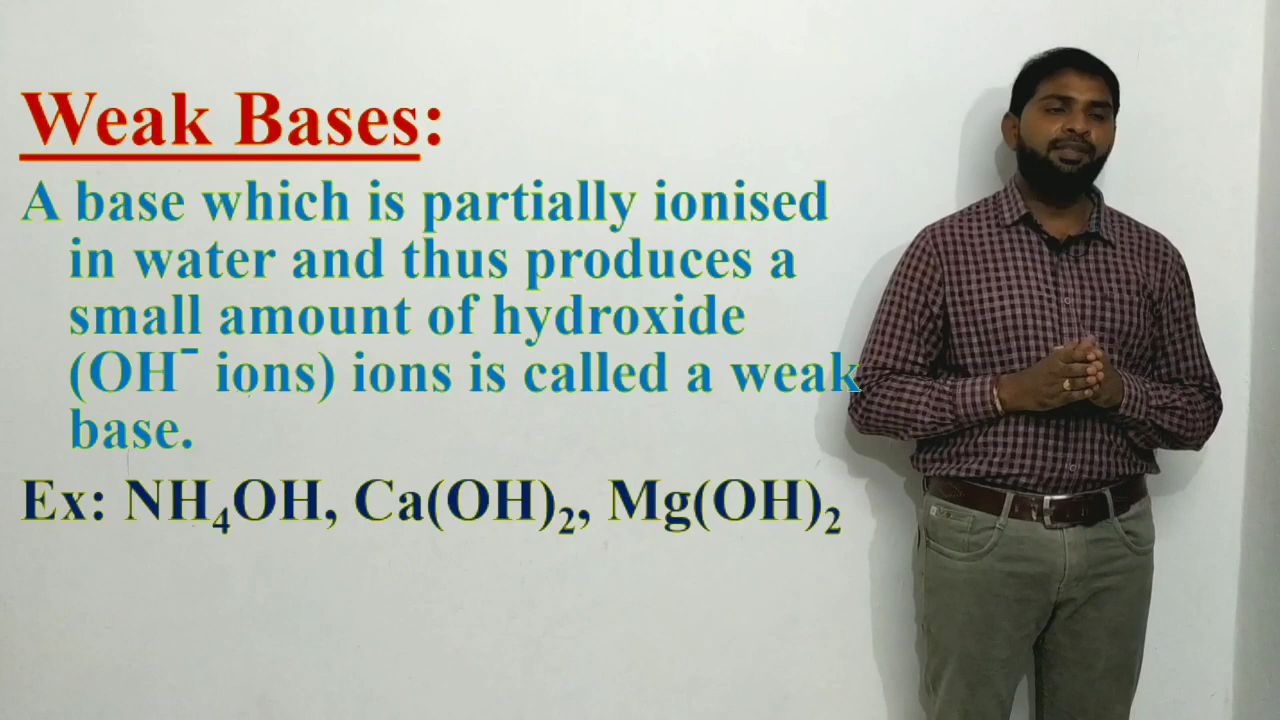 Weak Bases:
A base which is partially ionised
in water and thus produces a
small amount of hydroxide
(OH⁻ ions) ions is called a weak
base.
Ex: NH₄OH, Ca(OH)₂, Mg(OH)₂